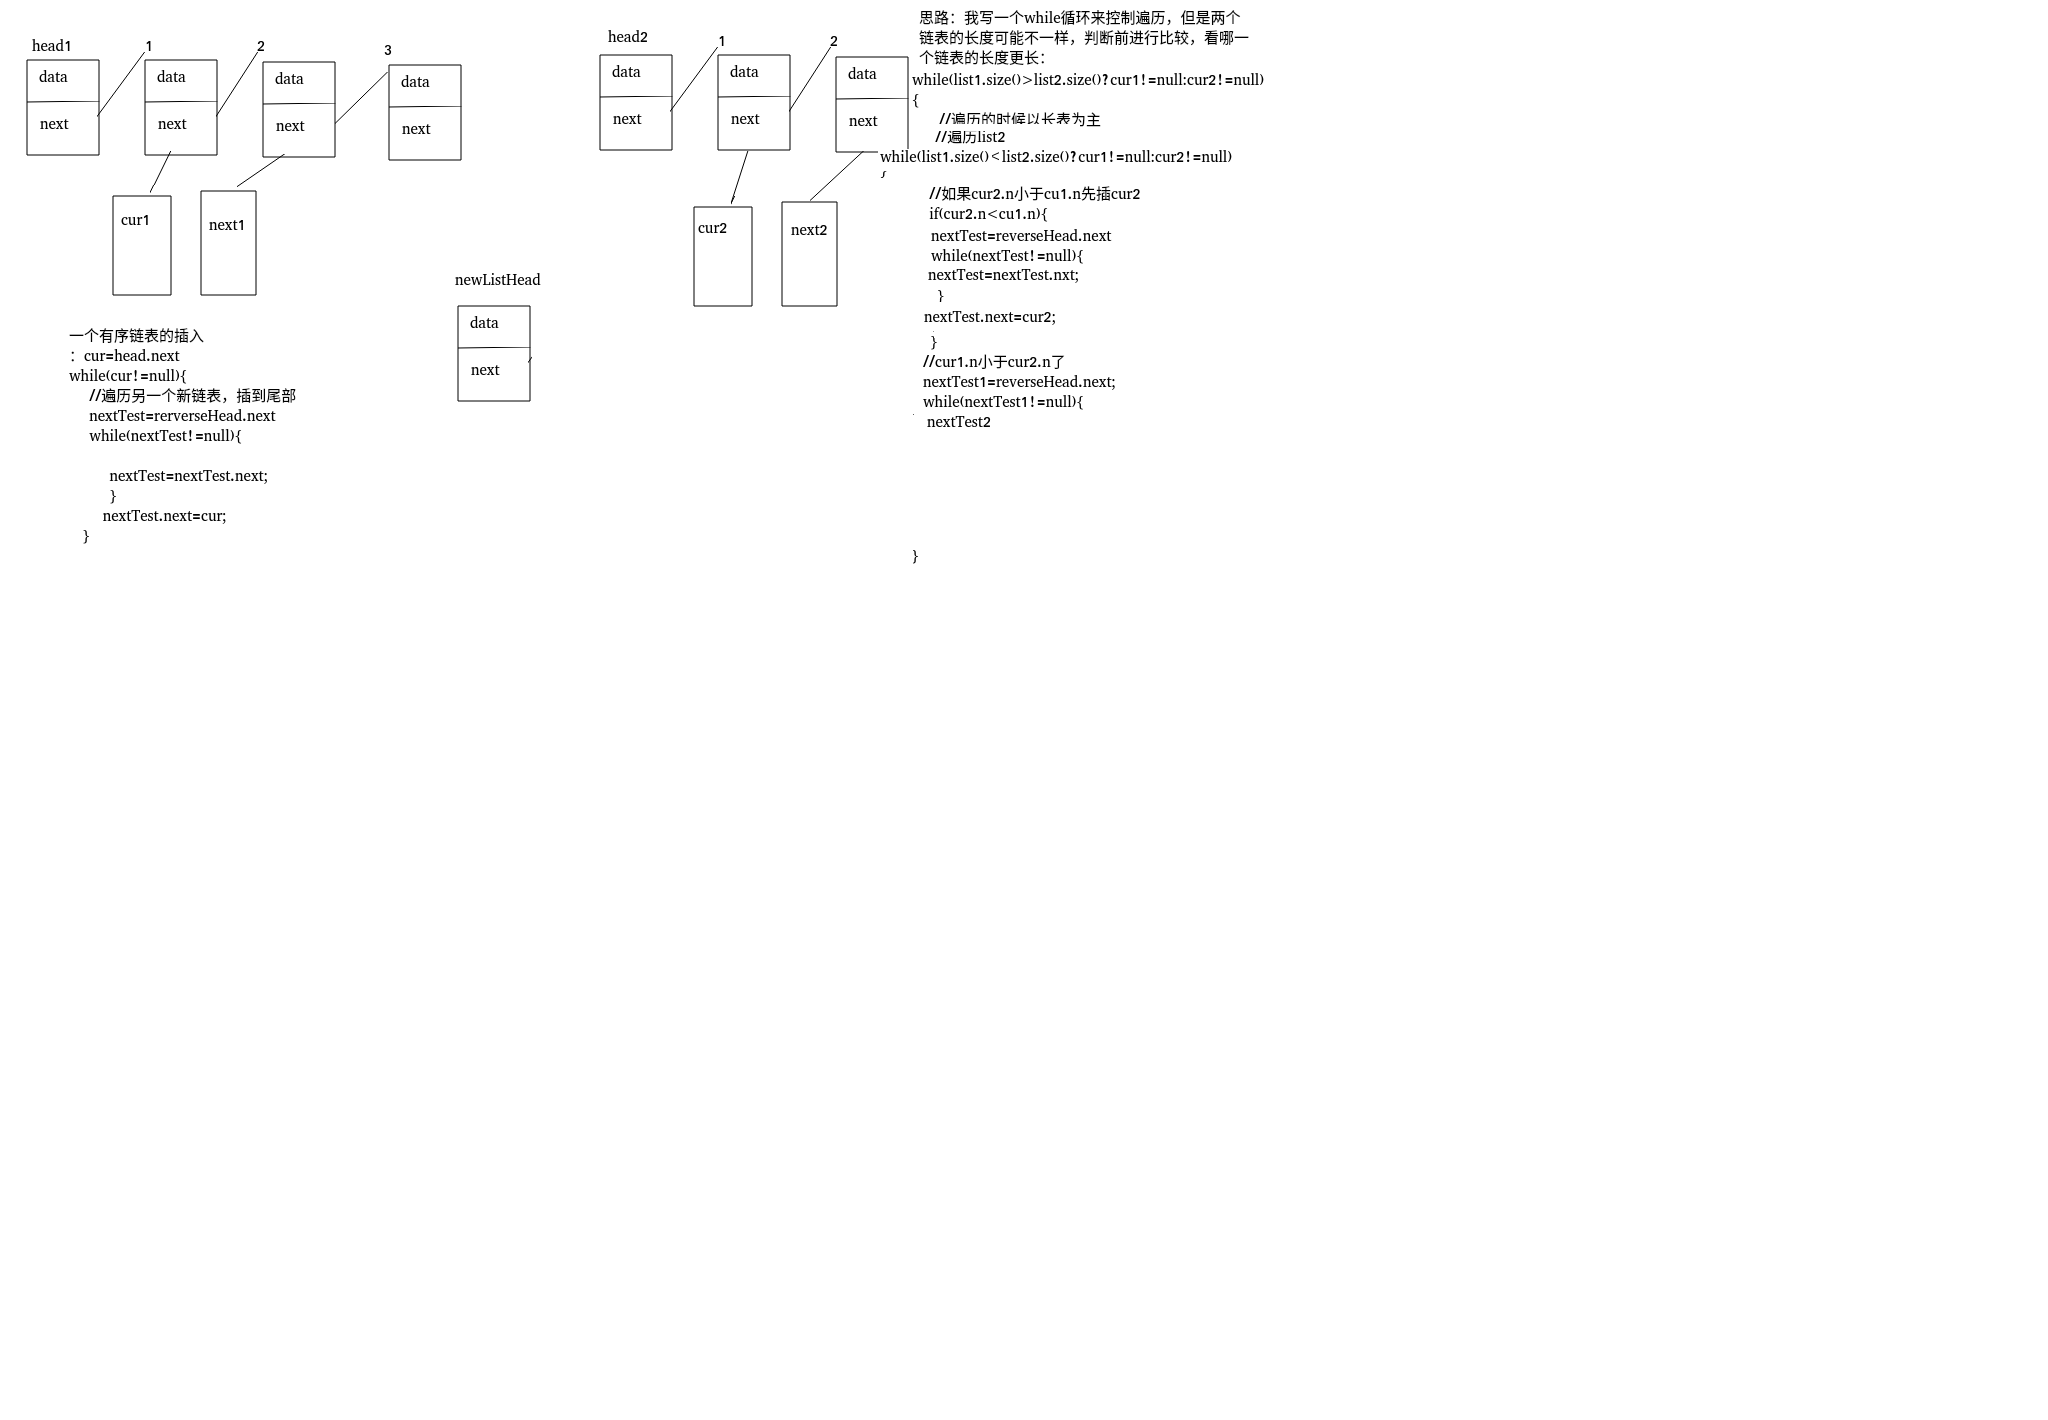 head1
1
2
3
data
data
data
data
next
next
next
next
cur1
next1
一个有序链表的插入
：cur=head.next
while(cur!=null){
//遍历另一个新链表，插到尾部
nextTest=rerverseHead.next
while(nextTest!=null){
nextTest=nextTest.next;
}
nextTest.next=cur;
}
newListHead
data
next
head2
1
2
data
data
data
next
next
next
cur2
next2
思路：我写一个while循环来控制遍历，但是两个
链表的长度可能不一样，判断前进行比较，看哪一
个链表的长度更长：
while(list1.size()>list2.size()?cur1!=null:cur2!=null)
{
//遍历的时候以长表为主
//遍历list2
while(list1.size()<list2.size()?cur1!=null:cur2!=null)
{
//如果cur2.n小于cu1.n先插cur2
if(cur2.n<cu1.n){
nextTest=reverseHead.next
while(nextTest!=null){
nextTest=nextTest.nxt;
}
nextTest.next=cur2;
}
//cur1.n小于cur2.n了
nextTest1=reverseHead.next;
while(nextTest1!=null){
nextTest2
}